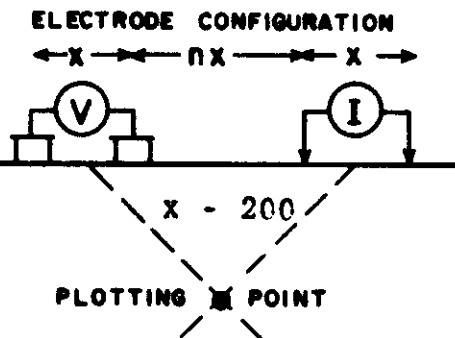 ELECTRODE CONFIGURATION
X nX X
V I
X - 200
PLOTTING POINT